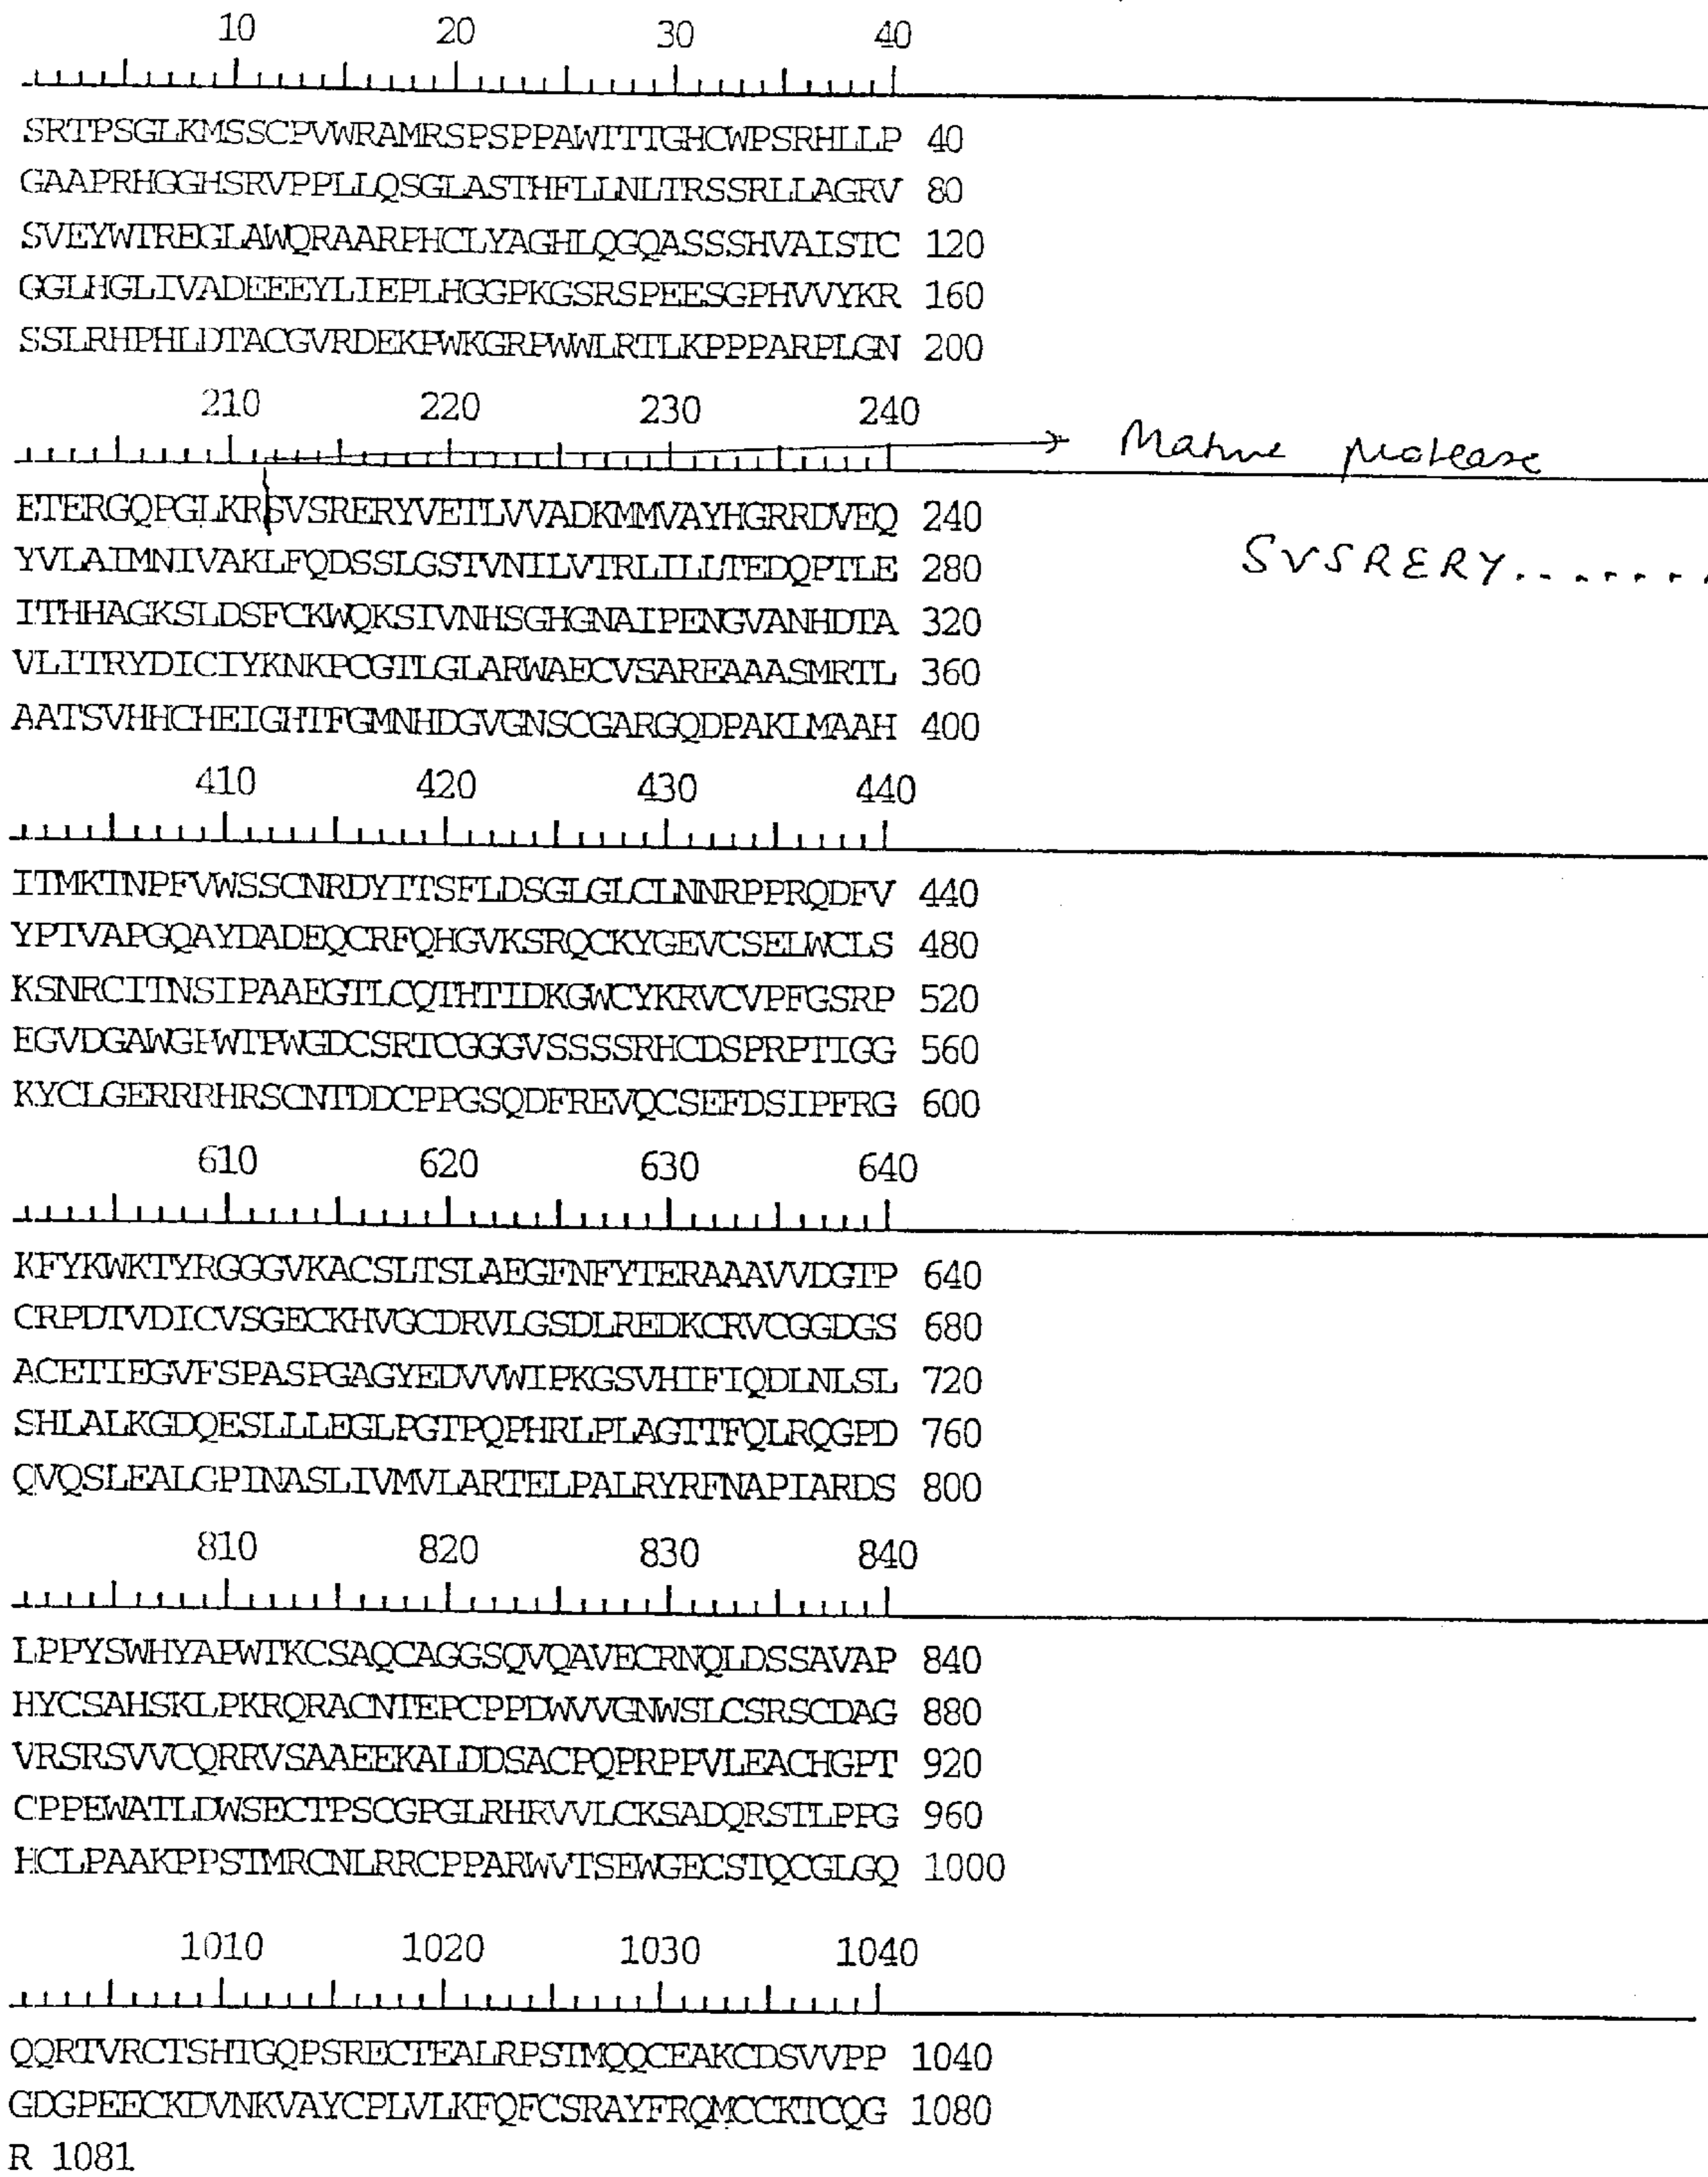 10 20 30 40
SRTPSGLKMSSCPVWRAMRSPSPPAWITTGHCWPSRHLLP 40
GAAPRHGGHSRVPPLLQSGLASTHFLLNLTRSSRLLAGRV 80
SVEYWTREGLAWQRAARPHCLYAGHLQGQASSSHVAISTC 120
GGLHGLIVADEEEYLIEPLHGGPKGSRSPEESGPHVVYKR 160
SSLRHPHLDTACGVRDEKPWKGRPWWLRTLKPPPARPLGN 200
210 220 230 240
Mature protease
ETERGQPGLKRSVSRERYVETLVVADKMMVAYHGRRDVEQ 240
SVSRERY.......
YVLAIMNIVAKLFQDSSLGSTVNILVTRLILLTEDQPTLE 280
ITHHAGKSLDSFCKWQKSIVNHSGHGNAIPENGVANHDTA 320
VLITRYDICIYKNKPCGTLGLARWAECVSAREAAASMRTL 360
AATSVHHCHEIGHTFGMNHDGVGNSCGARGQDPAKLMAAH 400
410 420 430 440
ITMKTNPFVWSSCNRDYITSFLDSGLGLCLNNRPPRQDFV 440
YPTVAPGQAYDADEQCRFQHGVKSRQCKYGEVCSELWCLS 480
KSNRCITNSIPAAEGTLCQTHTIDKGWCYKRVCVPFGSRP 520
EGVDGAWGPWTPWGDCSRTCGGGVSSSSRHCDSPRPTIGG 560
KYCLGERRRHRSCNTDDCPPGSQDFREVQCSEFDSIPFRG 600
610 620 630 640
KFYKWKTYRGGGVKACSLTSLAEGFNFYTERAAAVVDGTP 640
CRPDTVDICVSGECKHVGCDRVLGSDLREDKCRVCGGDGS 680
ACETIEGVFSPASPGAGYEDVVWIPKGSVHIFIQDLNLSL 720
SHLALKGDQESLLLEGLPGTPQPHRLPLAGTTFQLRQGPD 760
QVQSLEALGPINASLIVMVLARTELPALRYRFNAPIARDS 800
810 820 830 840
LPPYSWHYAPWTKCSAQCAGGSQVQAVECRNQLDSSAVAP 840
HYCSAHSKLPKRQRACNTEPCPPDWVVGNWSLCSRSCDAG 880
VRSRSVVCQRRVSAAEEKALDDSACPQPRPPVLEACHGPT 920
CPPEWATLDWSECTPSCGPGLRHRVVLCKSADQRSTLPPG 960
HCLPAAKPPSTMRCNLRRCPPARWVTSEWGECSTQCGLGQ 1000
1010 1020 1030 1040
QQRTVRCTSHTGQPSRECTEALRPSTMQQCEAKCDSVVPP 1040
GDGPEECKDVNKVAYCPLVLKFQFCSRAYFRQMCCKTCQG 1080
R 1081